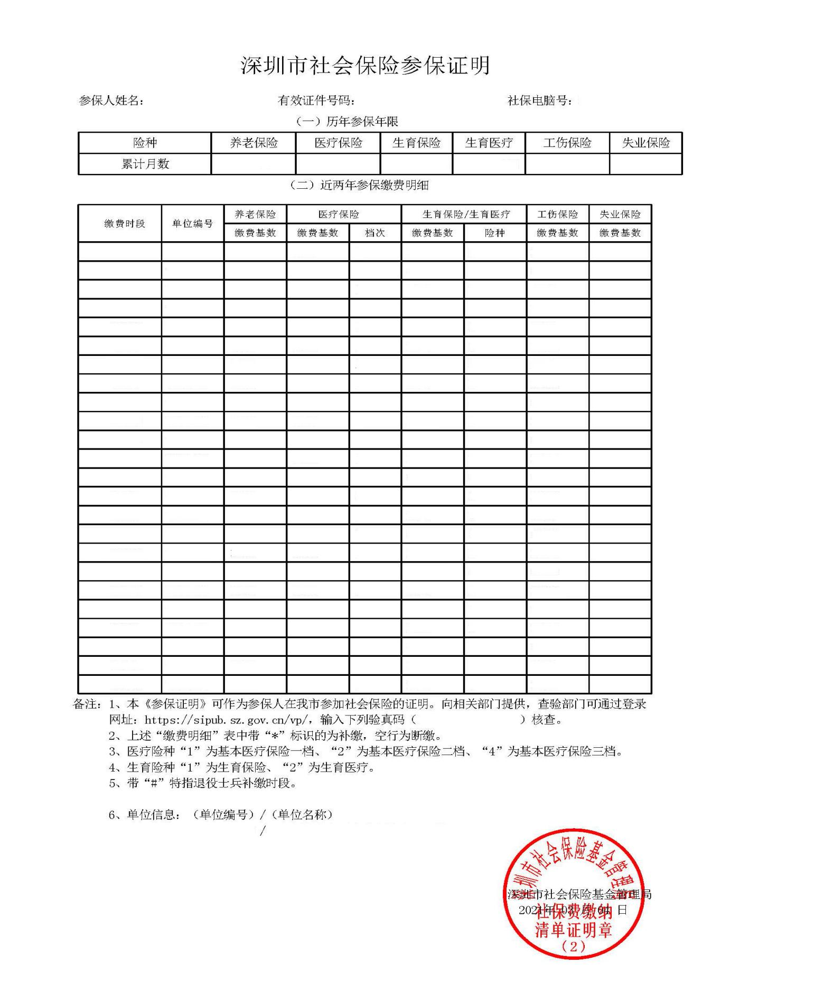 深圳市社会保险参保证明
参保人姓名： 有效证件号码： 社保电脑号：
（一）历年参保年限
险种 养老保险 医疗保险 生育保险 生育医疗 工伤保险 失业保险
累计月数
（二）近两年参保缴费明细
缴费时段 单位编号 养老保险 医疗保险 生育保险/生育医疗 工伤保险 失业保险
缴费基数 缴费基数 档次 缴费基数 险种 缴费基数 缴费基数
备注：1、本《参保证明》可作为参保人在我市参加社会保险的证明。向相关部门提供，查验部门可通过登录
网址：https://sipub.sz.gov.cn/vp/，输入下列验真码（ ）核查。
2、上述“缴费明细”表中带“*”标识的为补缴，空行为断缴。
3、医疗险种“1”为基本医疗保险一档、“2”为基本医疗保险二档、“4”为基本医疗保险三档。
4、生育险种“1”为生育保险、“2”为生育医疗。
5、带“#”特指退役士兵补缴时段。
6、单位信息：（单位编号）/（单位名称）
/
深圳市社会保险基金管理局
深圳市社会保险基金管理局
2021年 03 月 04 日
社保费缴纳
清单证明章
（2）